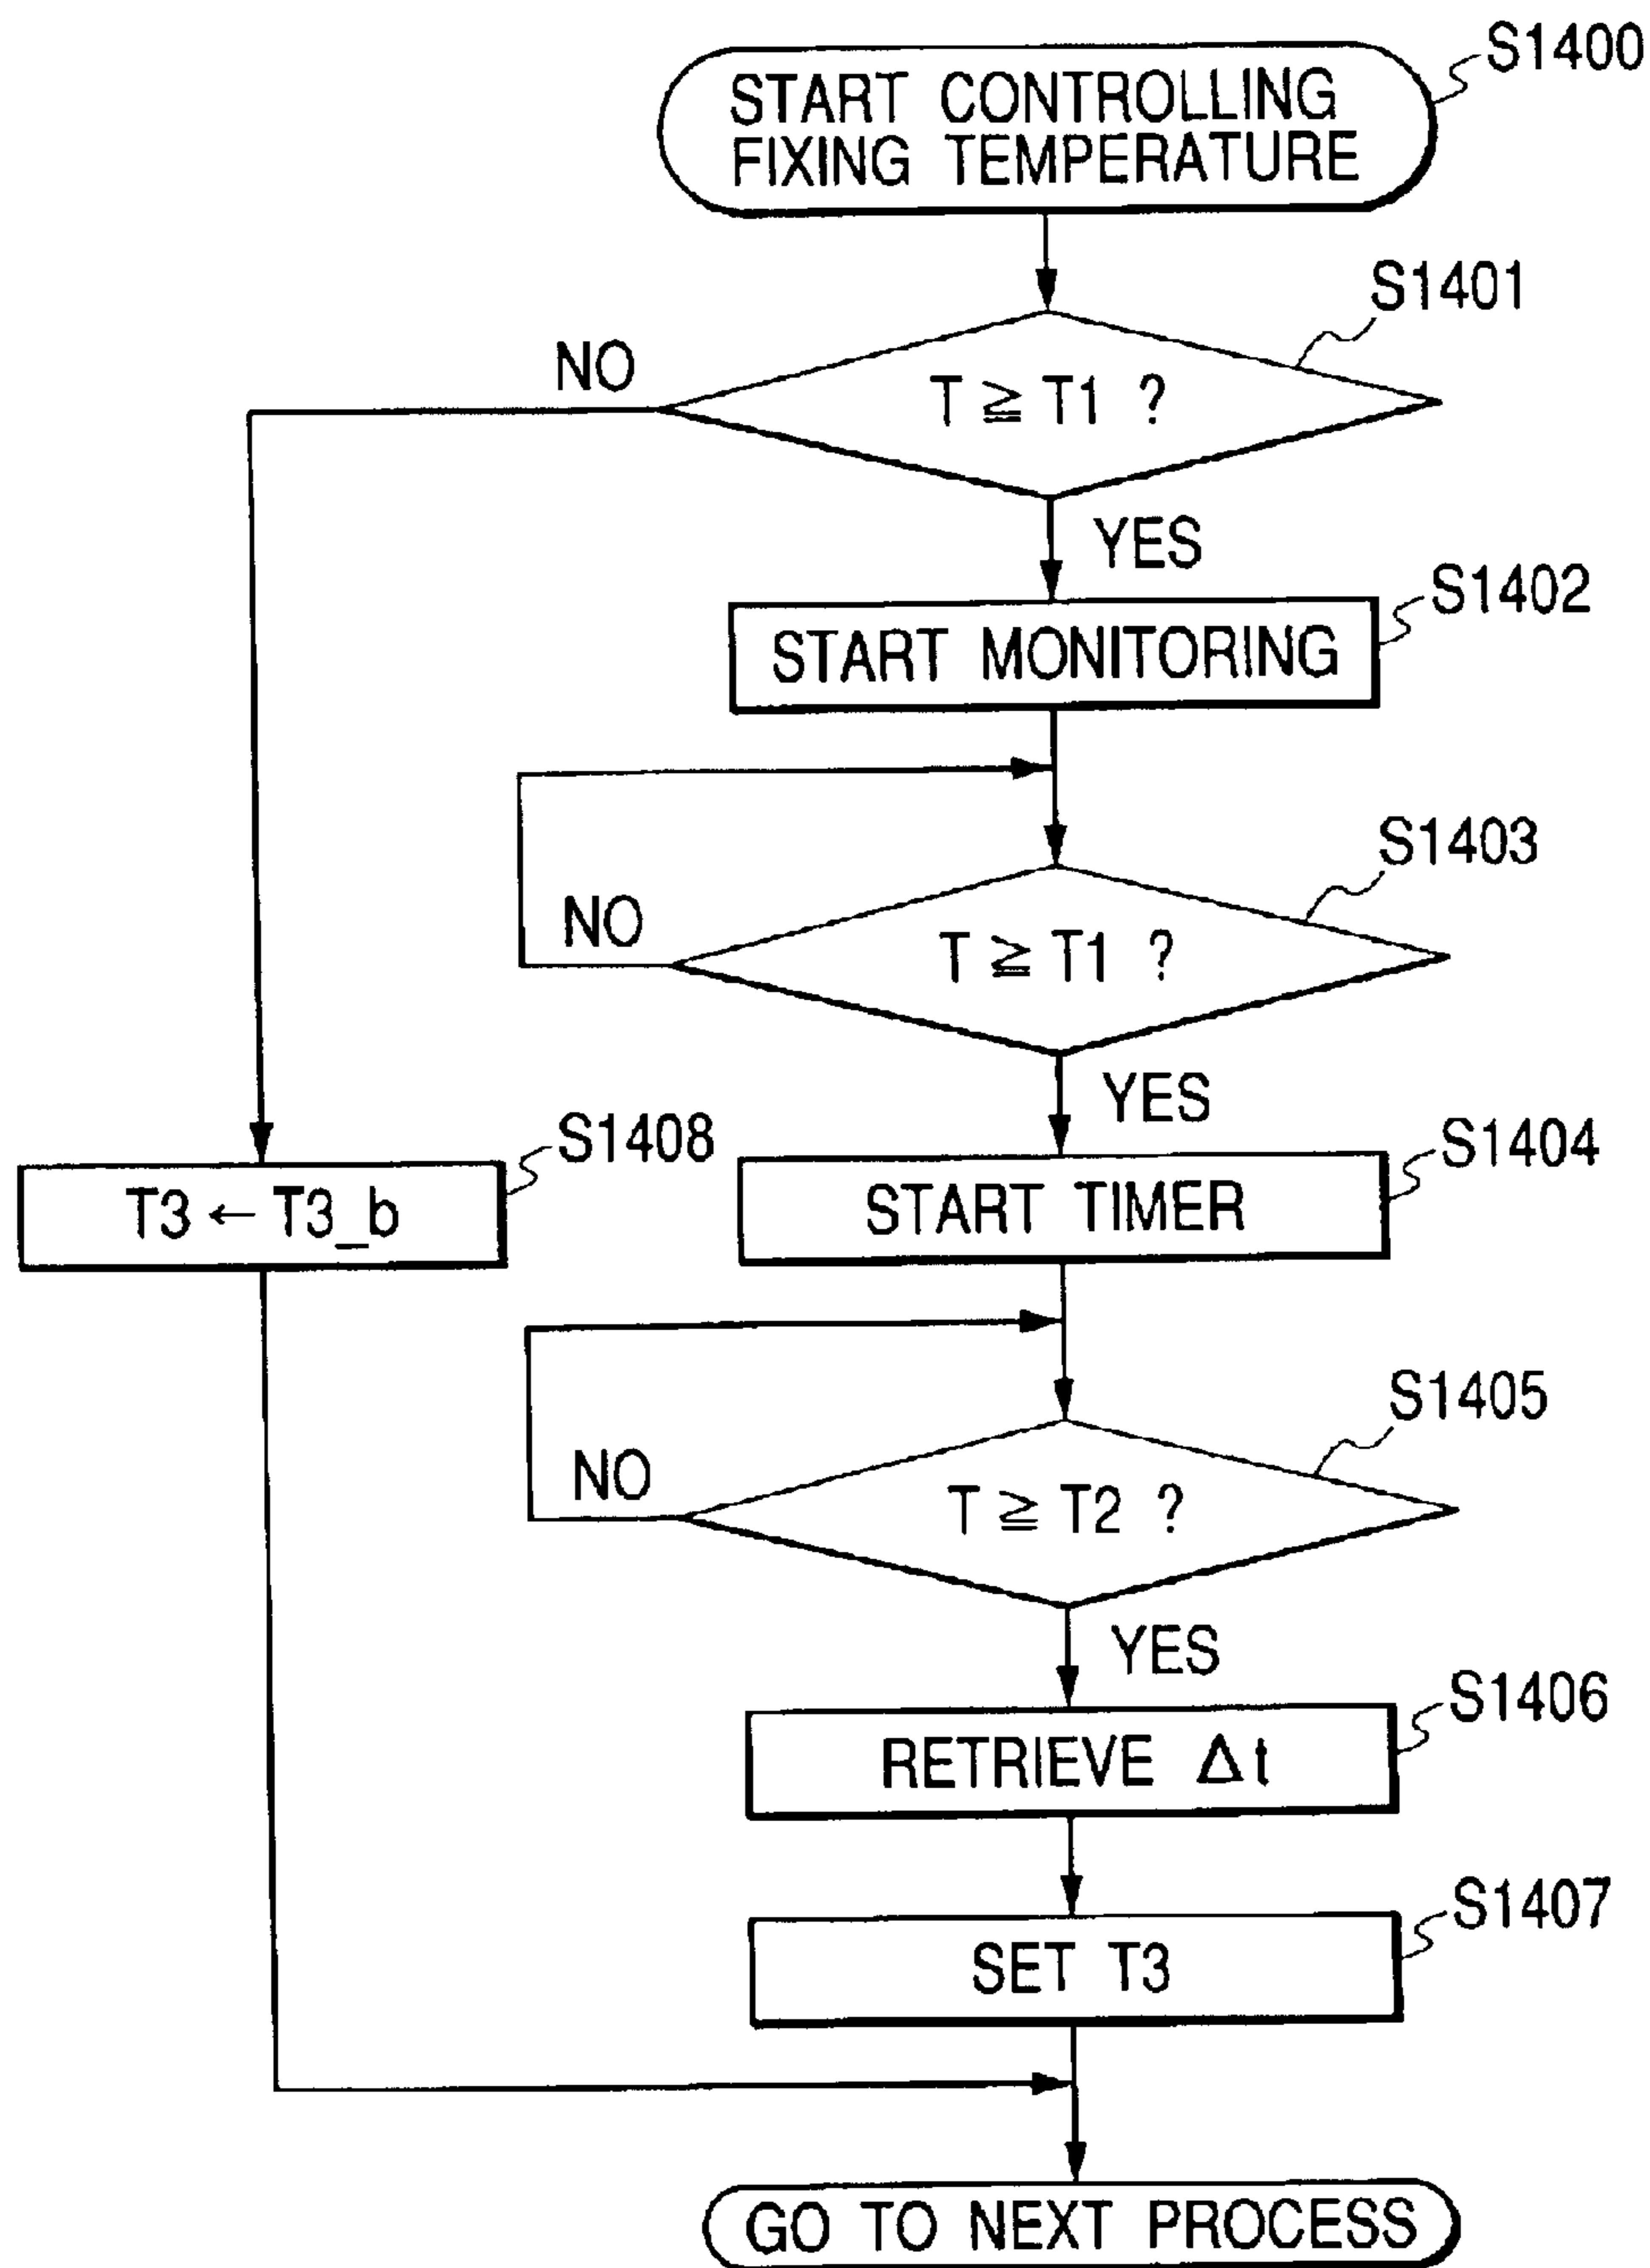 S1400
START CONTROLLING
FIXING TEMPERATURE
S1401
NO
T ≧ T1 ?
YES
S1402
START MONITORING
S1403
NO
T ≧ T1 ?
YES
S1408
T3 ← T3_b
S1404
START TIMER
S1405
NO
T ≧ T2 ?
YES
S1406
RETRIEVE Δt
S1407
SET T3
GO TO NEXT PROCESS